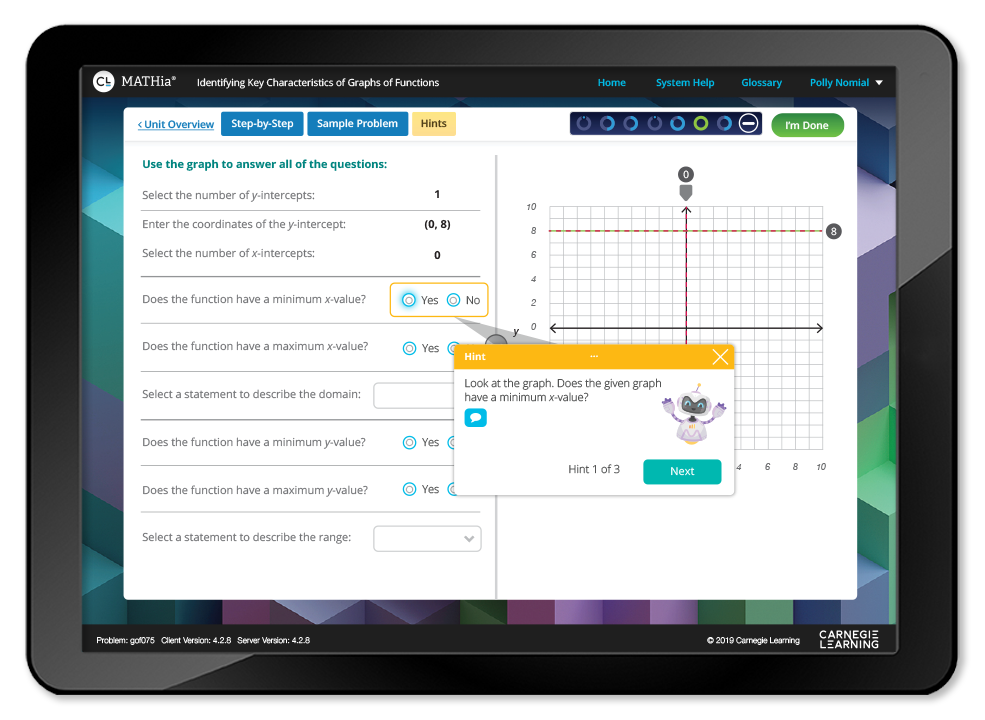 CL MATHia® Identifying Key Characteristics of Graphs of Functions Home System Help Glossary Polly Nomial
‹ Unit Overview Step-by-Step Sample Problem Hints I'm Done
Use the graph to answer all of the questions:
Select the number of y-intercepts: 1
Enter the coordinates of the y-intercept: (0, 8)
Select the number of x-intercepts: 0
Does the function have a minimum x-value? Yes No
Does the function have a maximum x-value? Yes
Select a statement to describe the domain:
Does the function have a minimum y-value? Yes
Does the function have a maximum y-value? Yes
Select a statement to describe the range:
0
10
8 8
6
4
2
0
y
Hint ...
Look at the graph. Does the given graph
have a minimum x-value?
Hint 1 of 3 Next
4 6 8 10
Problem: gof075 Client Version: 4.2.8 Server Version: 4.2.8 © 2019 Carnegie Learning
CARNEGIE
LEARNING